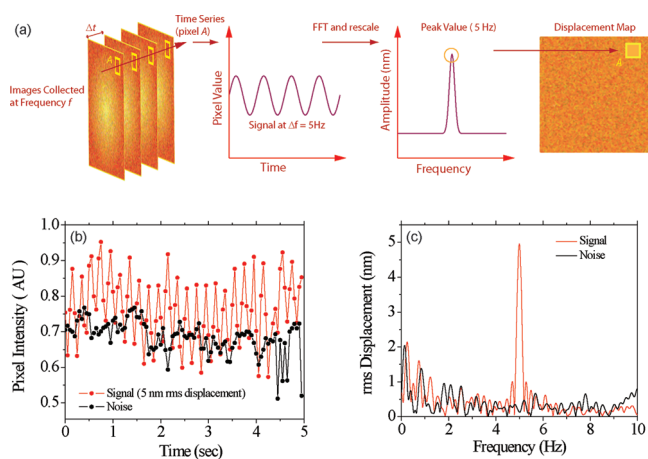 (a)
Δt
Time Series
(pixel A)
FFT and rescale
Peak Value ( 5 Hz)
Displacement Map
A
A
Images Collected
at Frequency f
Pixel Value
Signal at Δf = 5Hz
Time
Amplitude (nm)
Frequency
(b)
1.0
0.9
0.8
0.7
0.6
0.5
Pixel Intensity ( AU)
Signal (5 nm rms displacement)
Noise
0 1 2 3 4 5
Time (sec)
(c)
Signal
Noise
5
4
3
2
1
0
rms Displacement (nm)
0 2 4 6 8 10
Frequency (Hz)